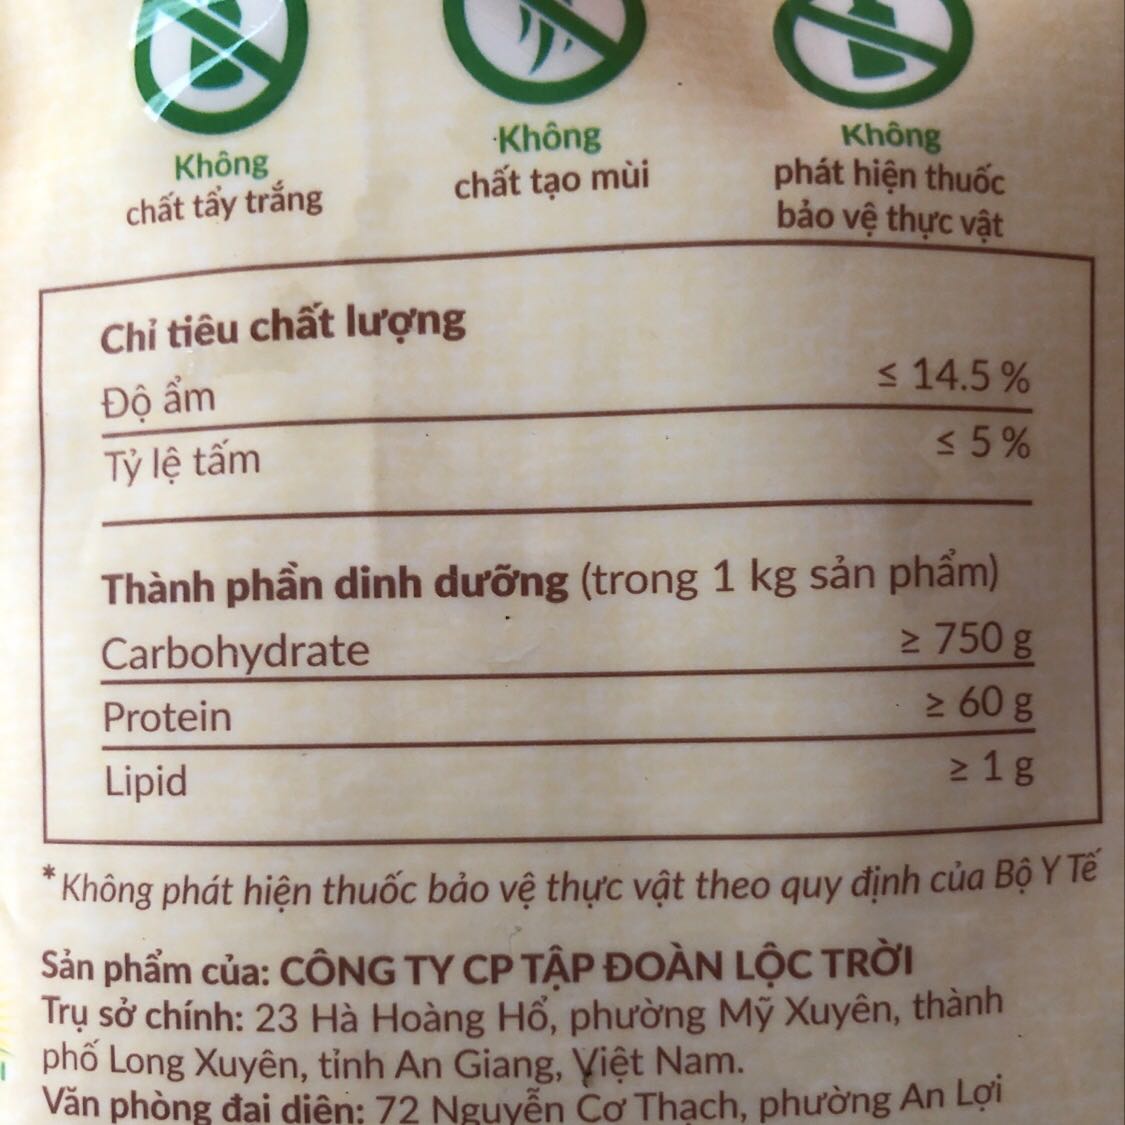 Không
chất tẩy trắng
Không
chất tạo mùi
Không
phát hiện thuốc
bảo vệ thực vật
Chỉ tiêu chất lượng
Độ ẩm ≤ 14.5 %
Tỷ lệ tấm ≤ 5 %
Thành phần dinh dưỡng (trong 1 kg sản phẩm)
Carbohydrate ≥ 750 g
Protein ≥ 60 g
Lipid ≥ 1 g
* Không phát hiện thuốc bảo vệ thực vật theo quy định của Bộ Y Tế
Sản phẩm của: CÔNG TY CP TẬP ĐOÀN LỘC TRỜI
Trụ sở chính: 23 Hà Hoàng Hổ, phường Mỹ Xuyên, thành
phố Long Xuyên, tỉnh An Giang, Việt Nam.
Văn phòng đại diện: 72 Nguyễn Cơ Thạch, phường An Lợi